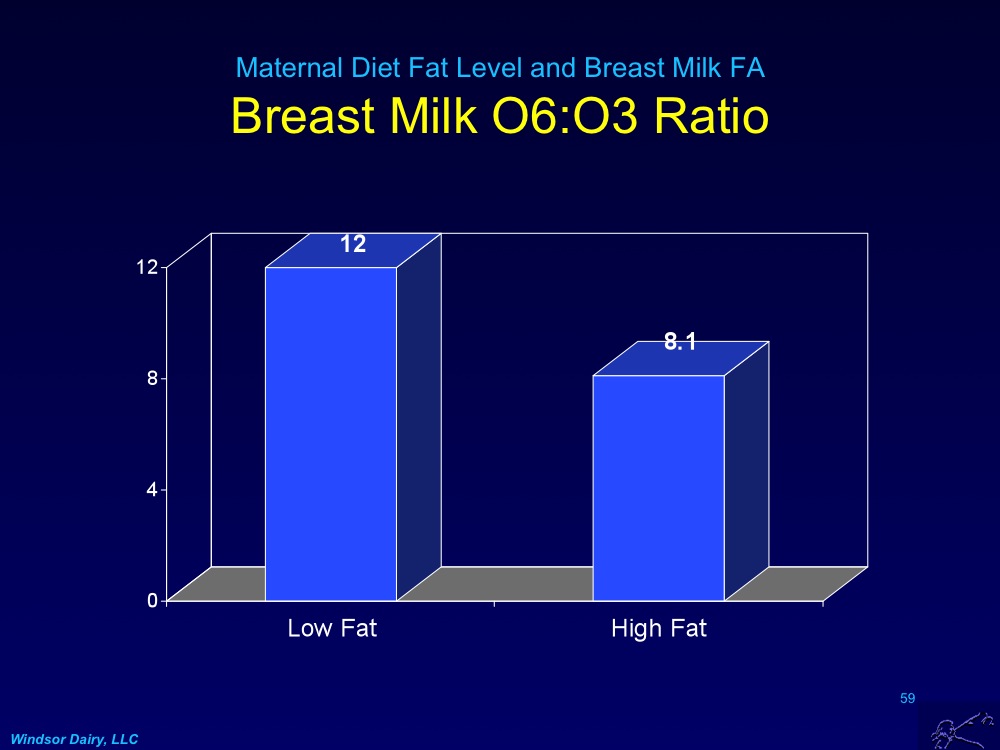 Maternal Diet Fat Level and Breast Milk FA
Breast Milk O6:O3 Ratio
12
12
8.1
8
4
0
Low Fat High Fat
59
Windsor Dairy, LLC